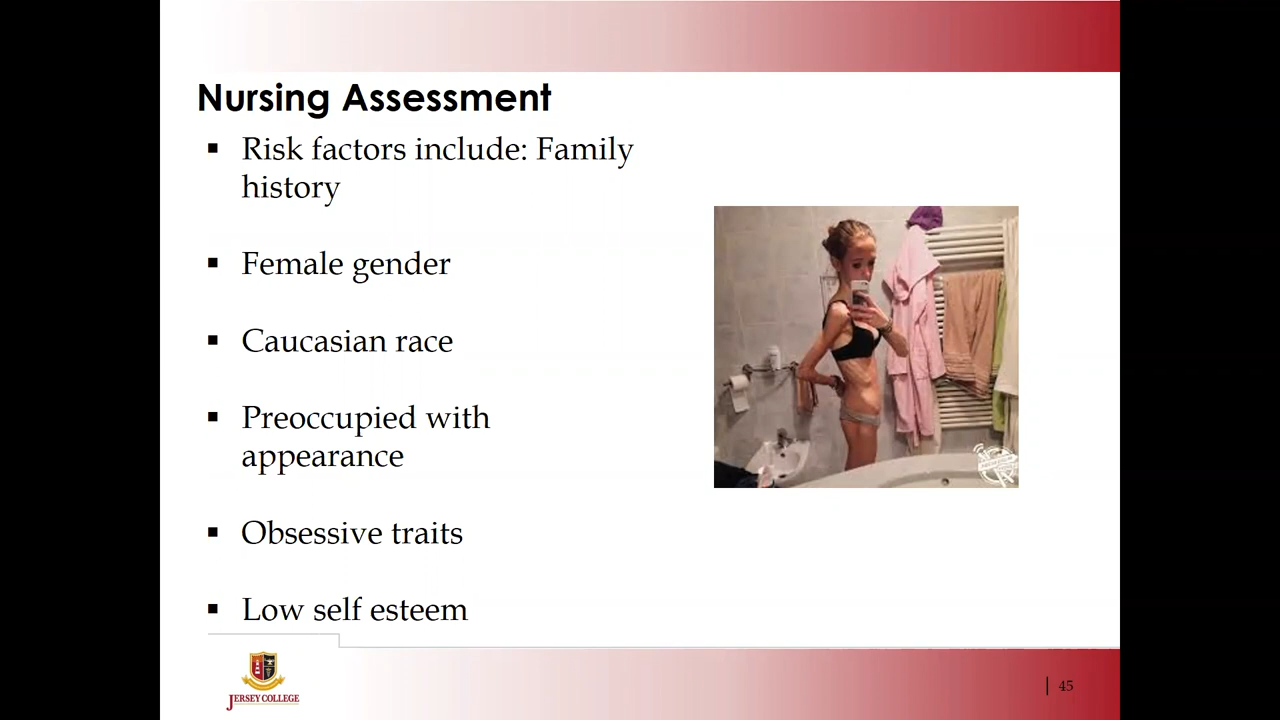 Nursing Assessment
▪ Risk factors include: Family
history
▪ Female gender
▪ Caucasian race
▪ Preoccupied with
appearance
▪ Obsessive traits
▪ Low self esteem
JERSEY COLLEGE
| 45